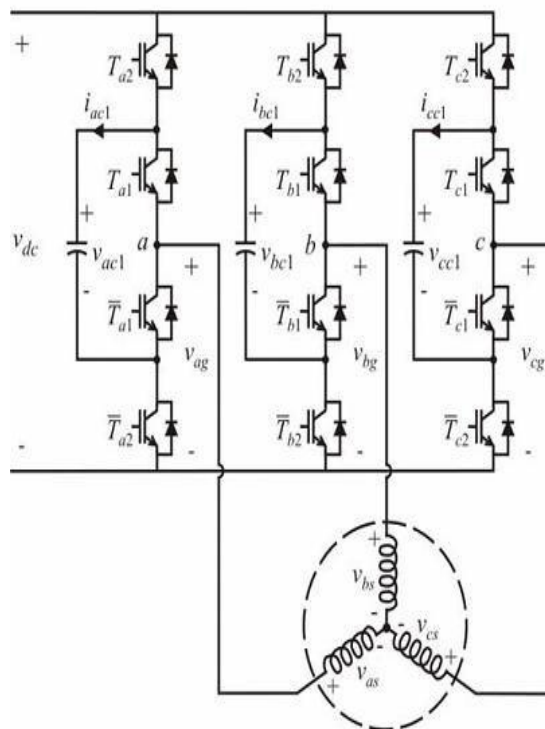 + + +
T_a2 T_b2 T_c2
i_ac1 i_bc1 i_cc1
T_a1 T_b1 T_c1
+ + +
v_dc v_ac1 a v_bc1 b v_cc1 c
+ + +
- - -
T̅_a1 T̅_b1 T̅_c1
v_ag v_bg v_cg
T̅_a2 T̅_b2 T̅_c2
- - - -
+
v_bs
- -
v_cs
-
v_as
+ +